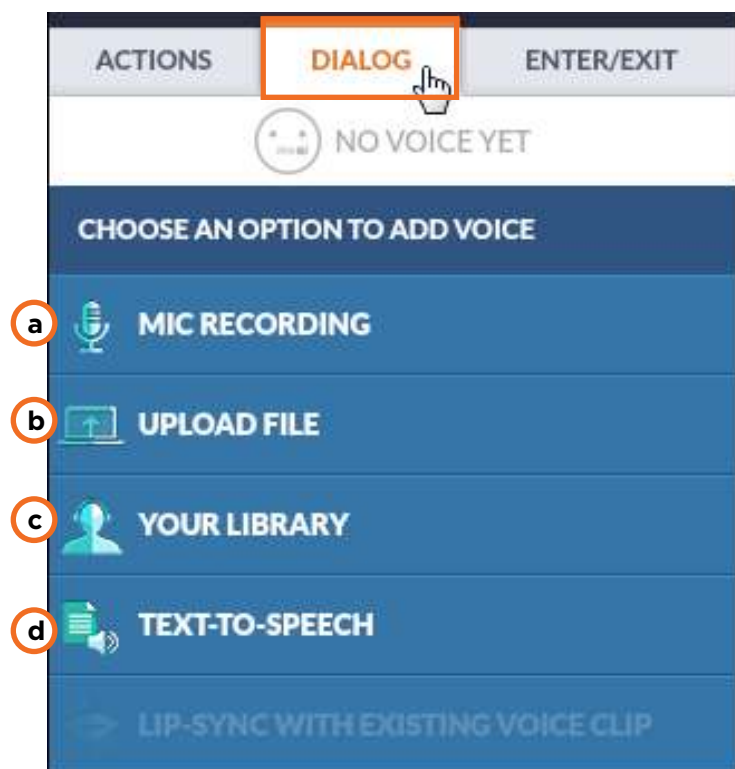 ACTIONS DIALOG ENTER/EXIT
NO VOICE YET
CHOOSE AN OPTION TO ADD VOICE
a MIC RECORDING
b UPLOAD FILE
c YOUR LIBRARY
d TEXT-TO-SPEECH
LIP-SYNC WITH EXISTING VOICE CLIP